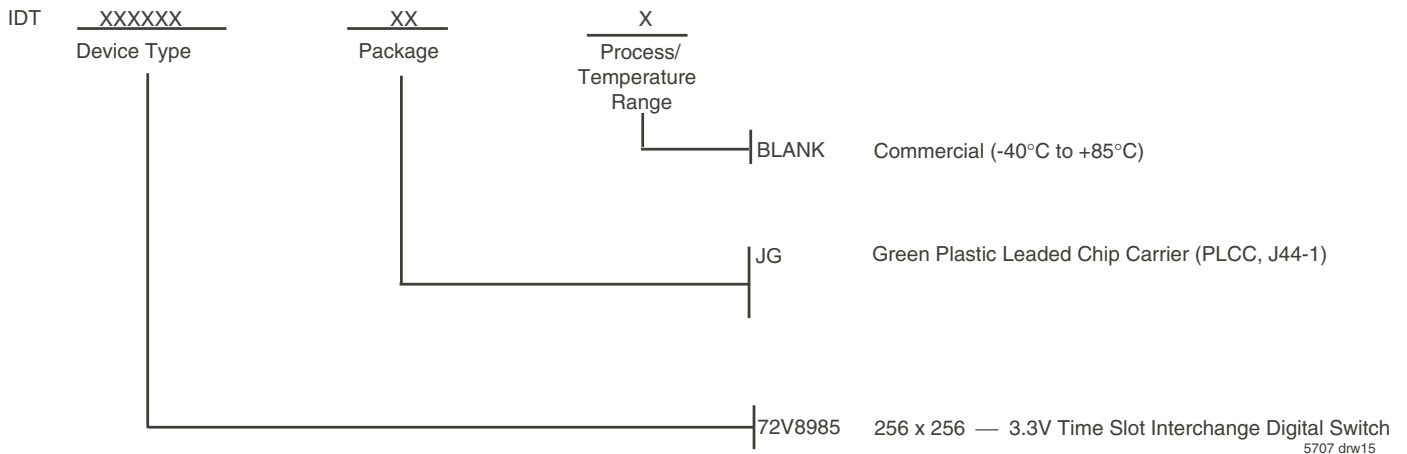 IDT XXXXXX XX X
Device Type Package Process/
Temperature
Range
BLANK Commercial (-40°C to +85°C)
JG Green Plastic Leaded Chip Carrier (PLCC, J44-1)
72V8985 256 x 256 — 3.3V Time Slot Interchange Digital Switch
5707 drw15